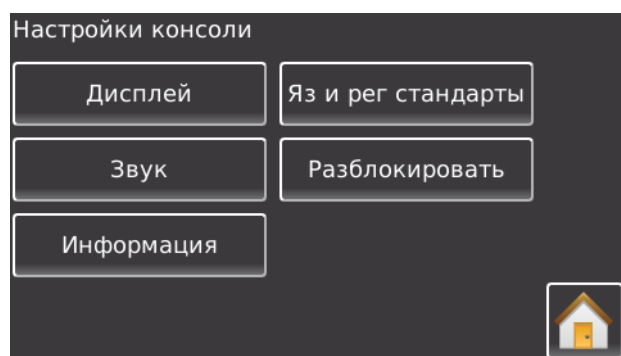 Настройки консоли
Дисплей
Яз и рег стандарты
Звук
Разблокировать
Информация